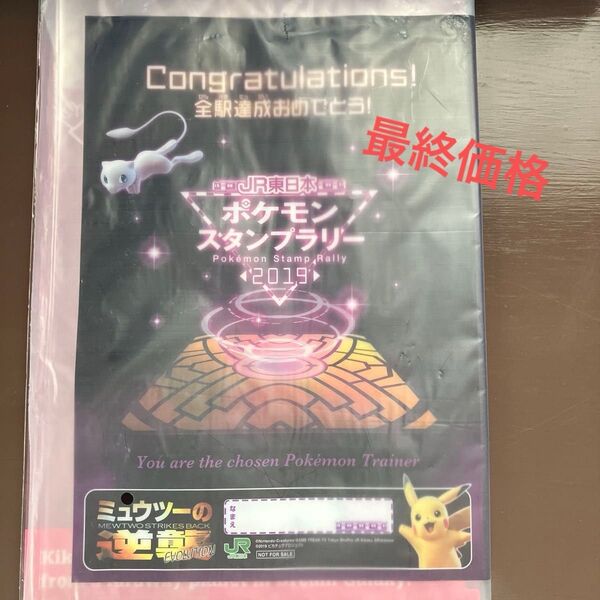 Congratulations!
全駅達成おめでとう!
最終価格
JR東日本
ポケモン
スタンプラリー
Pokémon Stamp Rally
2019
You are the chosen Pokémon Trainer
ミュウツーの
MEWTWO STRIKES BACK
逆襲
EVOLUTION
なまえ
JR
NOT FOR SALE